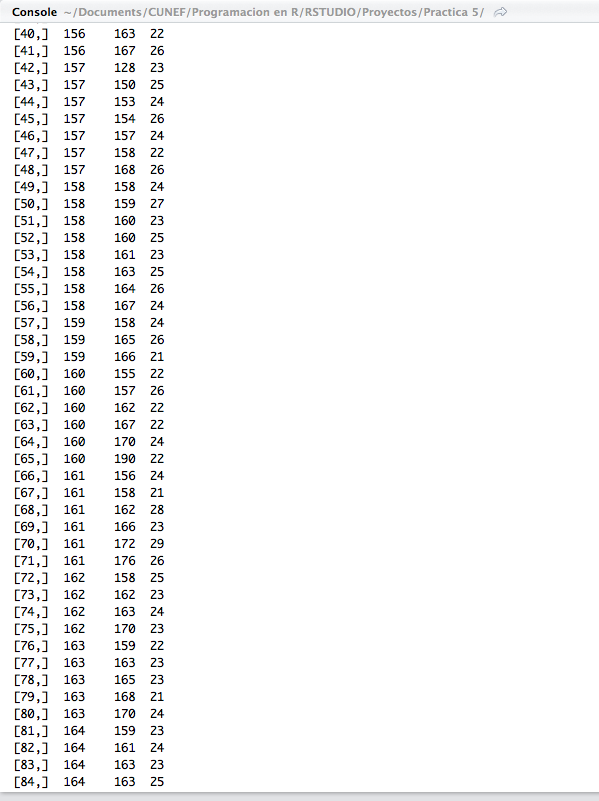 Console ~/Documents/CUNEF/Programacion en R/RSTUDIO/Proyectos/Practica 5/
[40,] 156 163 22
[41,] 156 167 26
[42,] 157 128 23
[43,] 157 150 25
[44,] 157 153 24
[45,] 157 154 26
[46,] 157 157 24
[47,] 157 158 22
[48,] 157 168 26
[49,] 158 158 24
[50,] 158 159 27
[51,] 158 160 23
[52,] 158 160 25
[53,] 158 161 23
[54,] 158 163 25
[55,] 158 164 26
[56,] 158 167 24
[57,] 159 158 24
[58,] 159 165 26
[59,] 159 166 21
[60,] 160 155 22
[61,] 160 157 26
[62,] 160 162 22
[63,] 160 167 22
[64,] 160 170 24
[65,] 160 190 22
[66,] 161 156 24
[67,] 161 158 21
[68,] 161 162 28
[69,] 161 166 23
[70,] 161 172 29
[71,] 161 176 26
[72,] 162 158 25
[73,] 162 162 23
[74,] 162 163 24
[75,] 162 170 23
[76,] 163 159 22
[77,] 163 163 23
[78,] 163 165 23
[79,] 163 168 21
[80,] 163 170 24
[81,] 164 159 23
[82,] 164 161 24
[83,] 164 163 23
[84,] 164 163 25